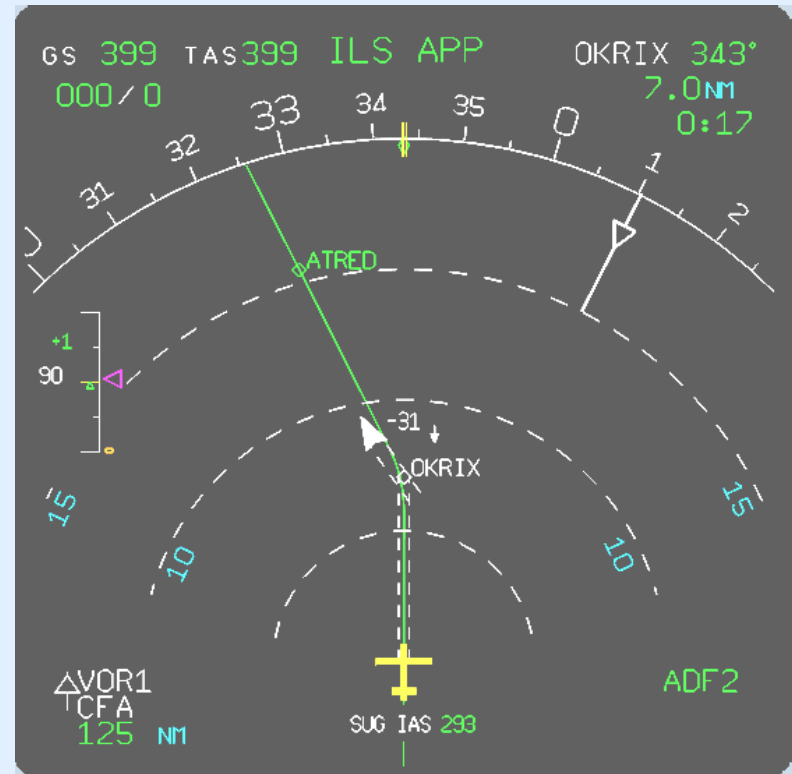 GS 399 TAS399 ILS APP OKRIX 343°
000/0 7.0NM
0:17
31 32 33 34 35 0 1 2
ATRED
+1
90
0
-31 ↓
OKRIX
15 10 10 15
△VOR1 ADF2
CFA
125 NM
SUG IAS 293